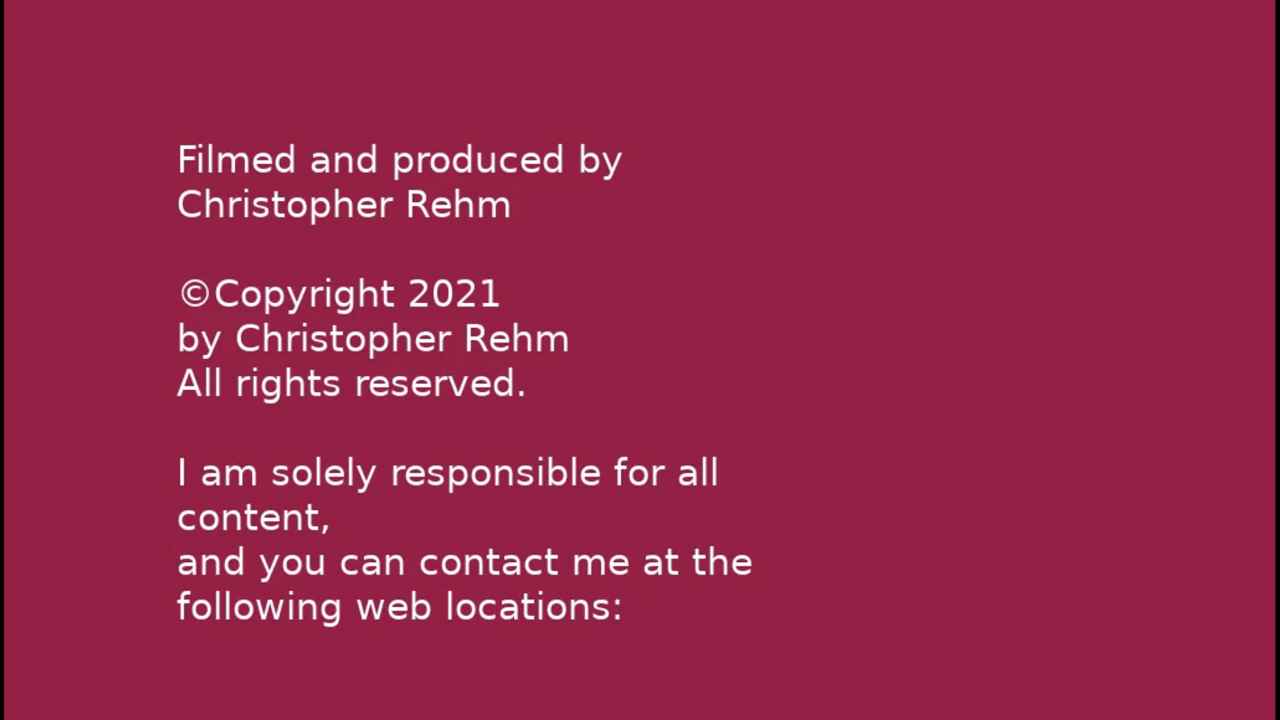 Filmed and produced by
Christopher Rehm
©Copyright 2021
by Christopher Rehm
All rights reserved.
I am solely responsible for all
content,
and you can contact me at the
following web locations: